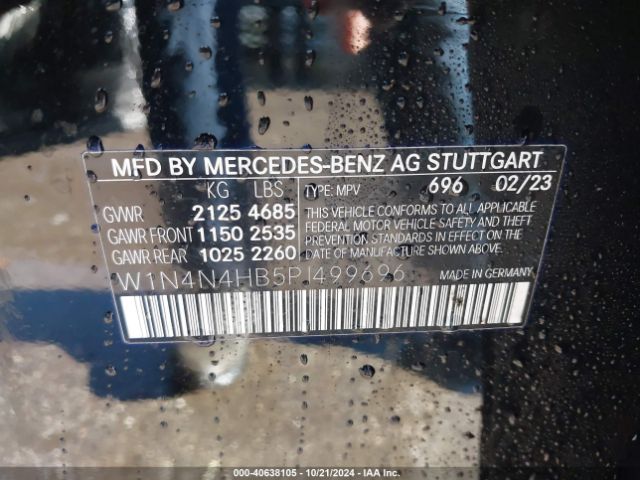 MFD BY MERCEDES-BENZ AG STUTTGART
KG LBS TYPE: MPV 696 02/23
GVWR 2125 4685 THIS VEHICLE CONFORMS TO ALL APPLICABLE
FEDERAL MOTOR VEHICLE SAFETY AND THEFT
GAWR FRONT 1150 2535 PREVENTION STANDARDS IN EFFECT ON THE
GAWR REAR 1025 2260 DATE OF MANUFACTURE SHOWN ABOVE.
W1N4N4HB5PJ499696 MADE IN GERMANY
000-40638105 | 10/21/2024 | IAA Inc.